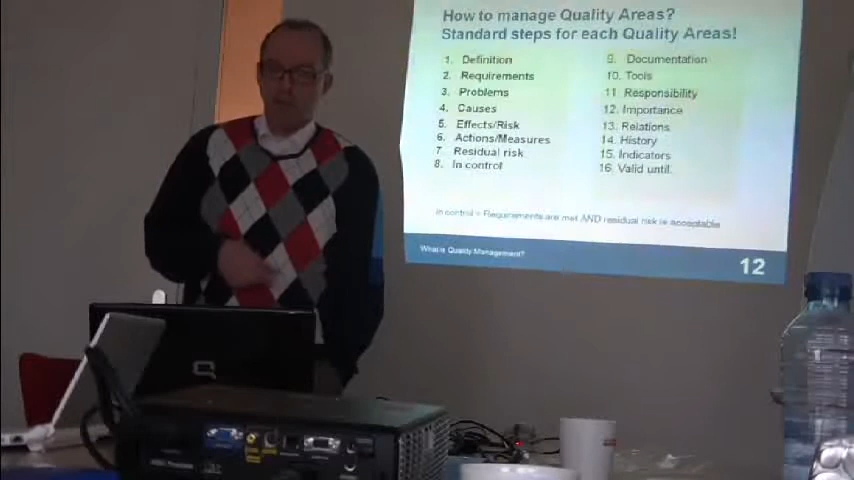 How to manage Quality Areas?
Standard steps for each Quality Areas!
1. Definition
2. Requirements
3. Problems
4. Causes
5. Effects/Risk
6. Actions/Measures
7 Residual risk
8. In control
9. Documentation
10. Tools
11 Responsibility
12. Importance
13. Relations
14. History
15. Indicators
16. Valid until.
In control = Requirements are met AND residual risk is acceptable
What is Quality Management?
12